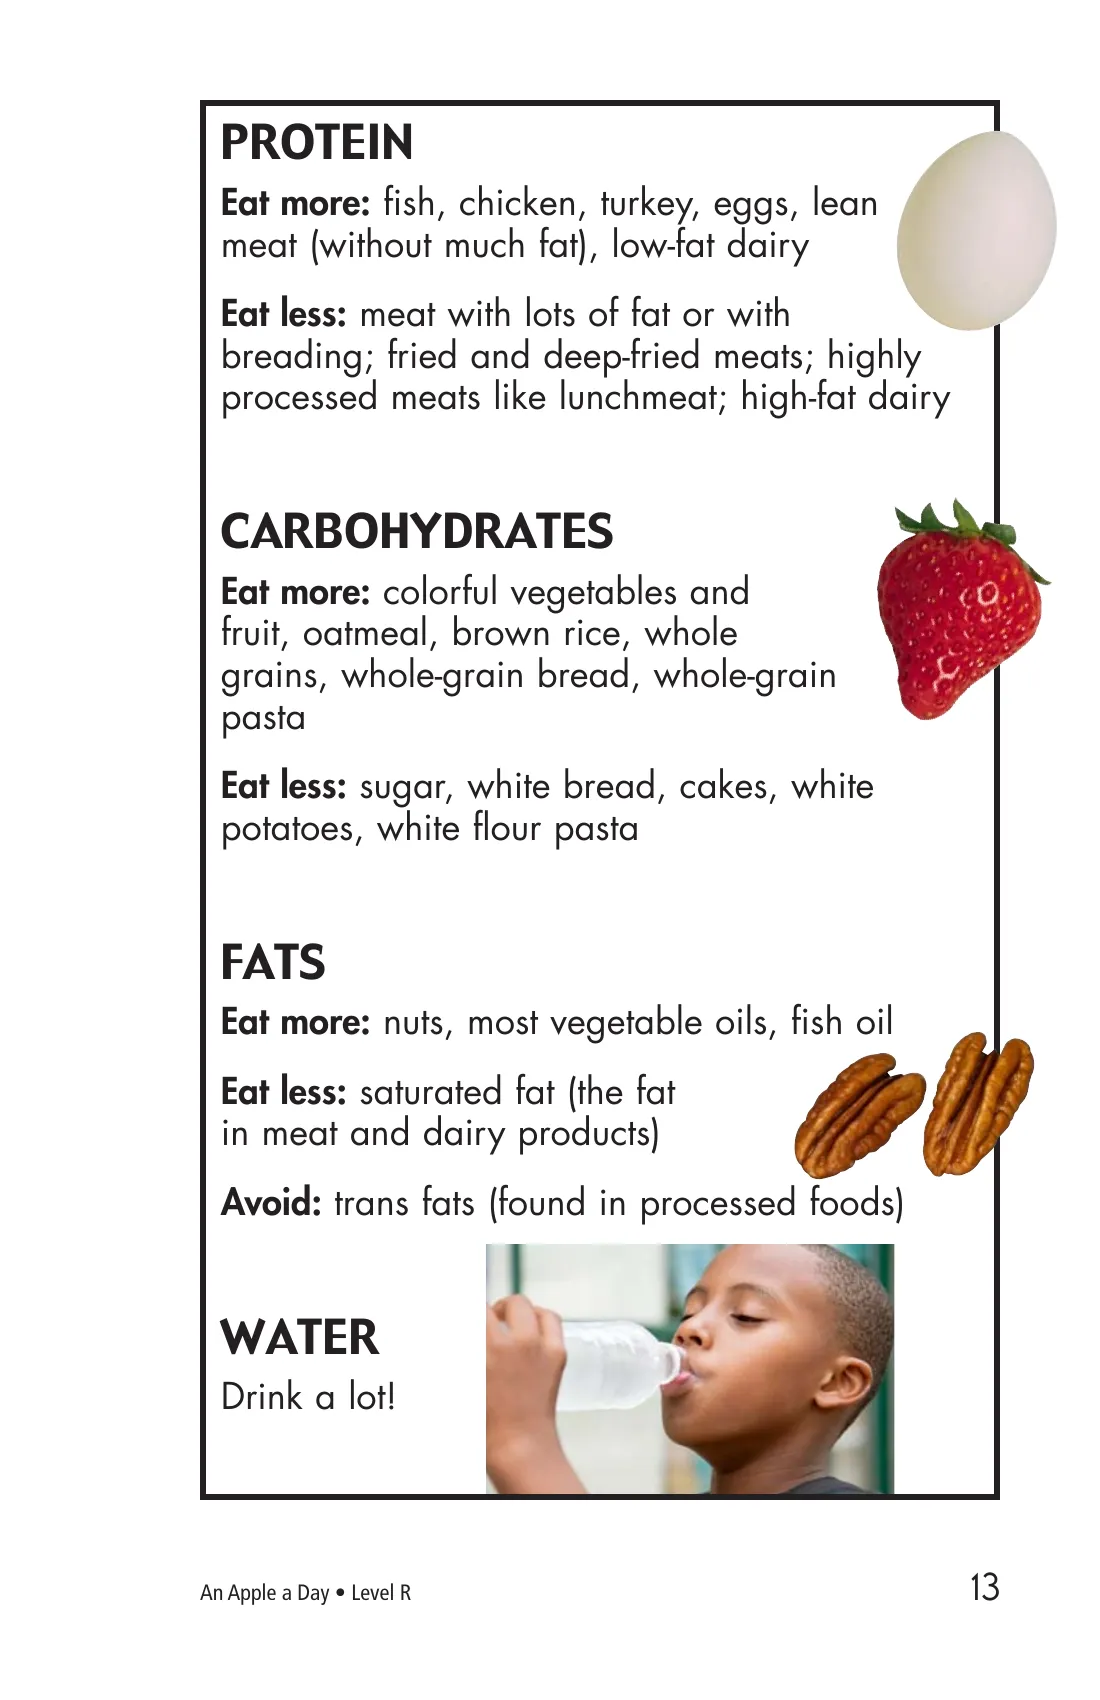 PROTEIN
Eat more: fish, chicken, turkey, eggs, lean
meat (without much fat), low-fat dairy
Eat less: meat with lots of fat or with
breading; fried and deep-fried meats; highly
processed meats like lunchmeat; high-fat dairy
CARBOHYDRATES
Eat more: colorful vegetables and
fruit, oatmeal, brown rice, whole
grains, whole-grain bread, whole-grain
pasta
Eat less: sugar, white bread, cakes, white
potatoes, white flour pasta
FATS
Eat more: nuts, most vegetable oils, fish oil
Eat less: saturated fat (the fat
in meat and dairy products)
Avoid: trans fats (found in processed foods)
WATER
Drink a lot!
An Apple a Day • Level R
13